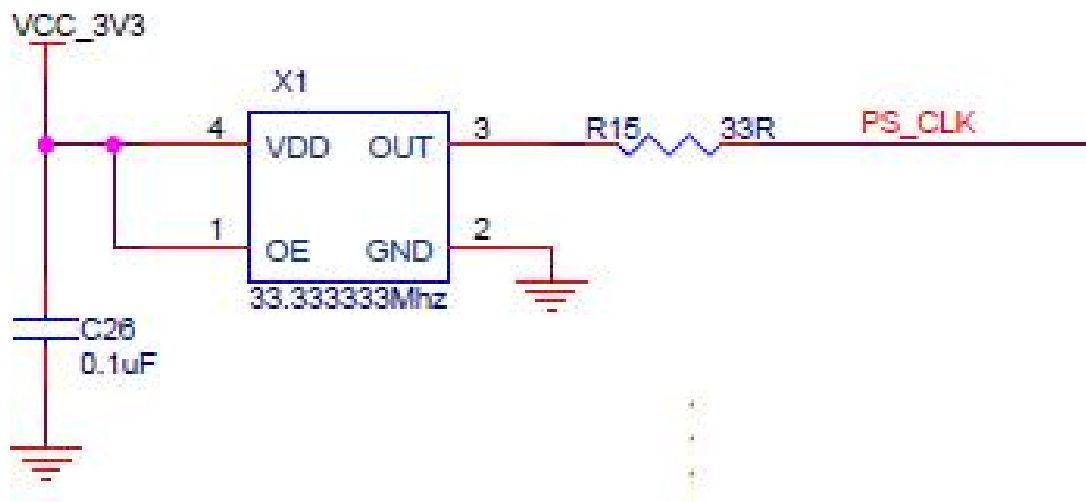 VCC_3V3
X1
4 VDD OUT 3 R15 33R PS_CLK
1 OE GND 2
33.333333Mhz
C26
0.1uF